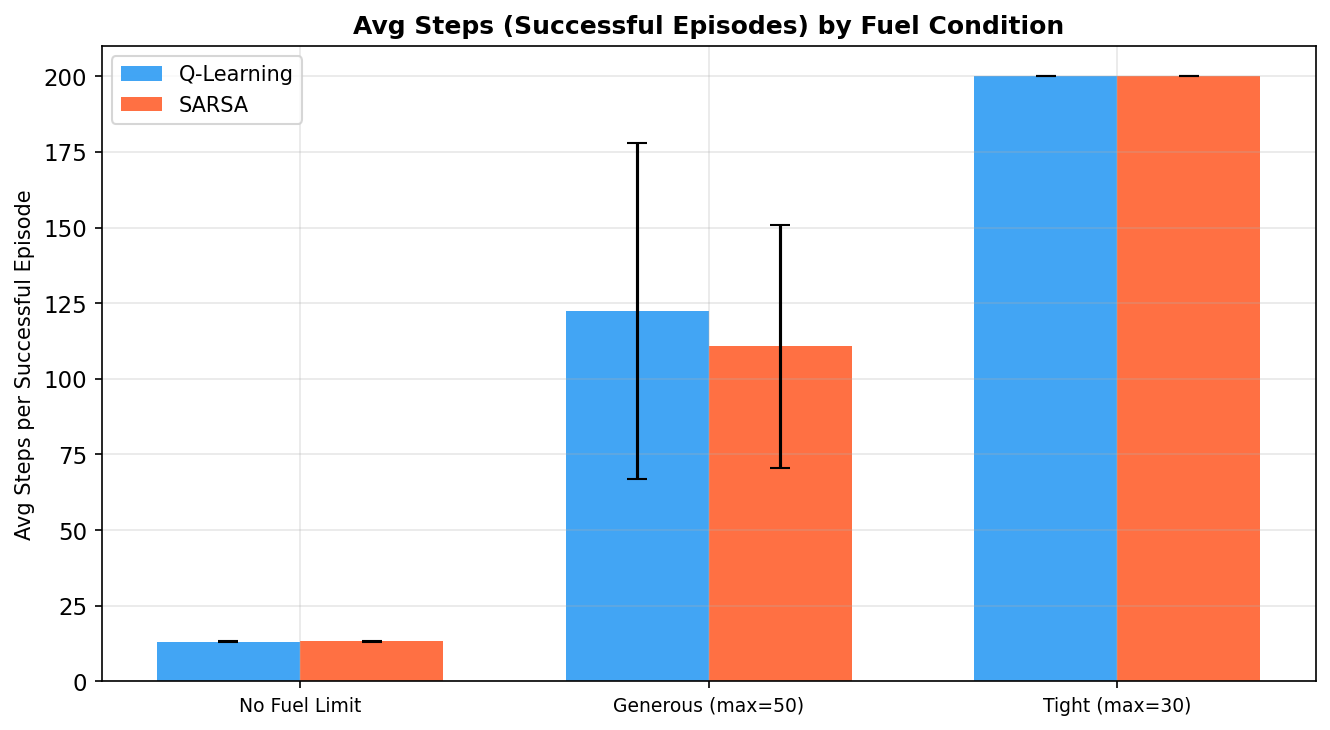 Avg Steps (Successful Episodes) by Fuel Condition
Q-Learning
SARSA
Avg Steps per Successful Episode
200
175
150
125
100
75
50
25
0
No Fuel Limit
Generous (max=50)
Tight (max=30)